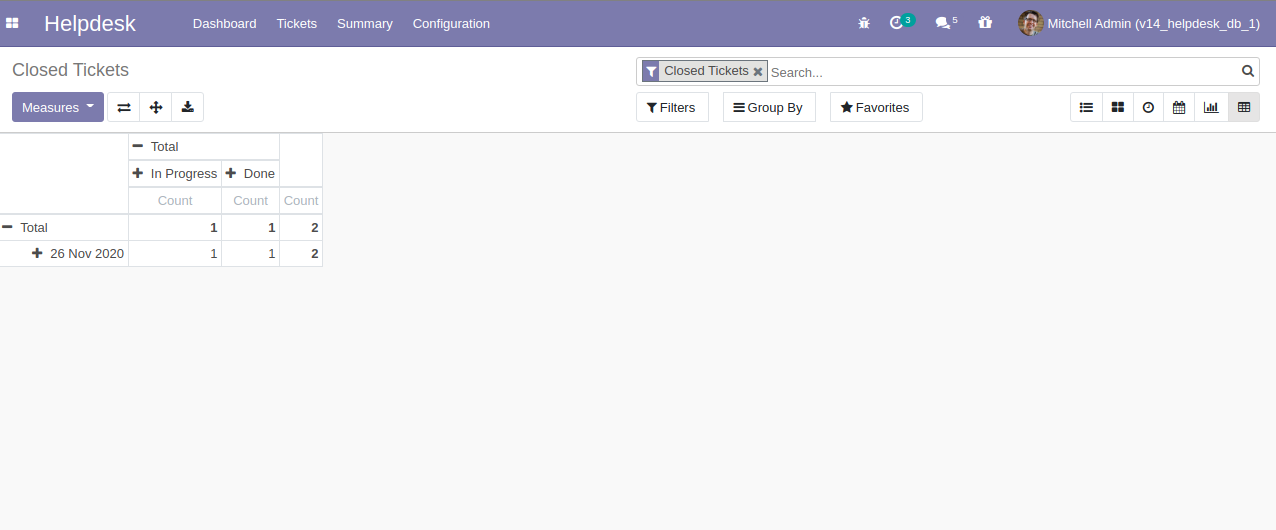 Helpdesk Dashboard Tickets Summary Configuration 3 5 Mitchell Admin (v14_helpdesk_db_1)
Closed Tickets
Closed Tickets Search...
Measures
Filters Group By Favorites
Total
In Progress Done
Count Count Count
Total 1 1 2
26 Nov 2020 1 1 2